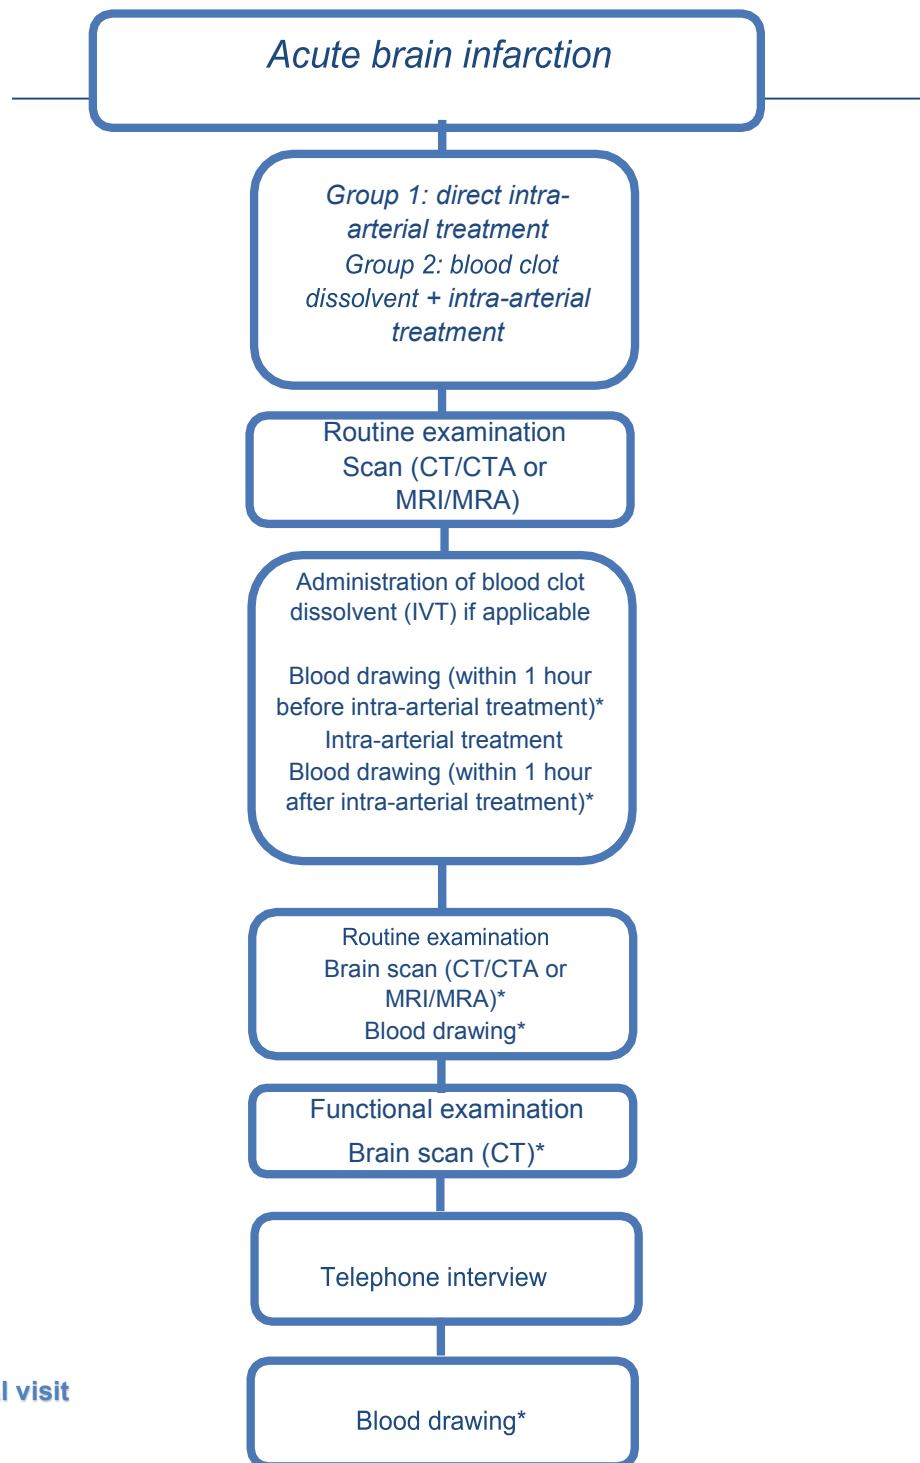 Acute brain infarction
Group 1: direct intra-
arterial treatment
Group 2: blood clot
dissolvent + intra-arterial
treatment
Routine examination
Scan (CT/CTA or
MRI/MRA)
Administration of blood clot
dissolvent (IVT) if applicable
Blood drawing (within 1 hour
before intra-arterial treatment)*
Intra-arterial treatment
Blood drawing (within 1 hour
after intra-arterial treatment)*
Routine examination
Brain scan (CT/CTA or
MRI/MRA)*
Blood drawing*
Functional examination
Brain scan (CT)*
Telephone interview
visit
Blood drawing*